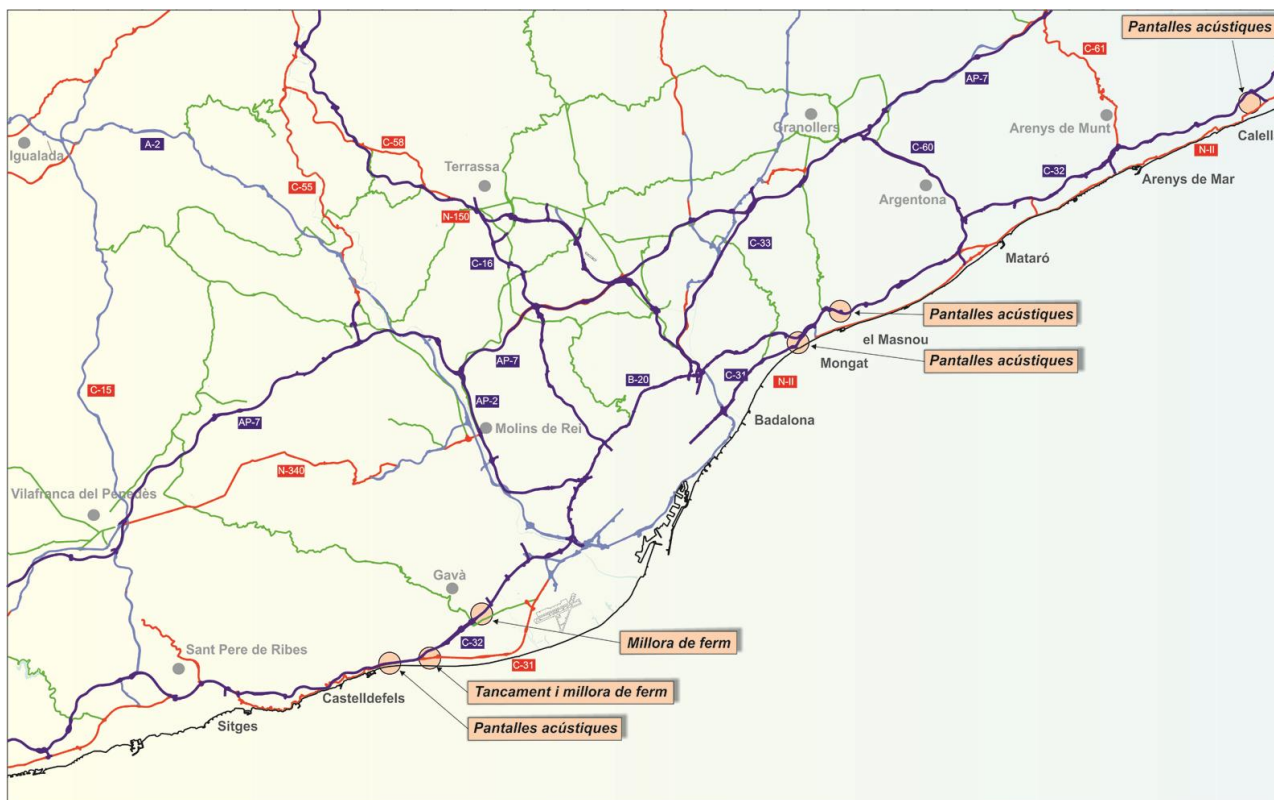 Pantalles acústiques
C-61
AP-7
Granollers
Arenys de Munt
Igualada
A-2
C-58
C-60
Calell
N-II
Terrassa
C-32
Arenys de Mar
C-55
Argentona
N-150
C-33
C-16
Mataró
Pantalles acústiques
el Masnou
AP-7
Pantalles acústiques
Mongat
C-31
B-20
N-II
C-15
AP-2
AP-7
Badalona
Molins de Rei
N-340
Vilafranca del Penedès
Gavà
Millora de ferm
C-32
Sant Pere de Ribes
C-31
Tancament i millora de ferm
Castelldefels
Sitges
Pantalles acústiques